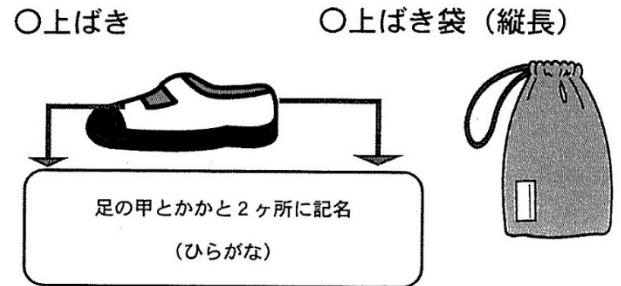 ○上ばき
○上ばき袋（縦長）
足の甲とかかと２ヶ所に記名
（ひらがな）